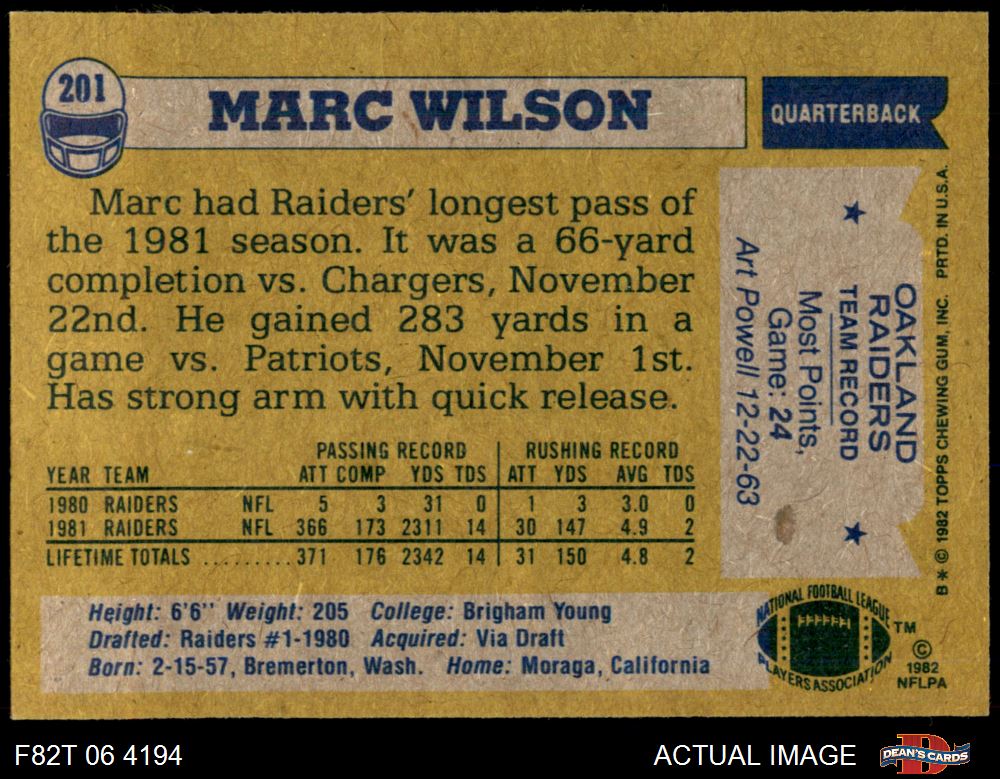 201
MARC WILSON
QUARTERBACK
Marc had Raiders' longest pass of
the 1981 season. It was a 66-yard
completion vs. Chargers, November
22nd. He gained 283 yards in a
game vs. Patriots, November 1st.
Has strong arm with quick release.
PASSING RECORD RUSHING RECORD
YEAR TEAM ATT COMP YDS TDS ATT YDS AVG TDS
1980 RAIDERS NFL 5 3 31 0 1 3 3.0 0
1981 RAIDERS NFL 366 173 2311 14 30 147 4.9 2
LIFETIME TOTALS .........371 176 2342 14 31 150 4.8 2
Height: 6'6" Weight: 205 College: Brigham Young
Drafted: Raiders #1-1980 Acquired: Via Draft
Born: 2-15-57, Bremerton, Wash. Home: Moraga, California
OAKLAND
RAIDERS
TEAM RECORD
Most Points,
Game: 24
Art Powell 12-22-63
B * © 1982 TOPPS CHEWING GUM, INC. PRTD. IN U.S.A.
NATIONAL FOOTBALL LEAGUE
PLAYERS ASSOCIATION
TM
©
1982
NFLPA
F82T 06 4194
ACTUAL IMAGE
DEAN'S CARDS